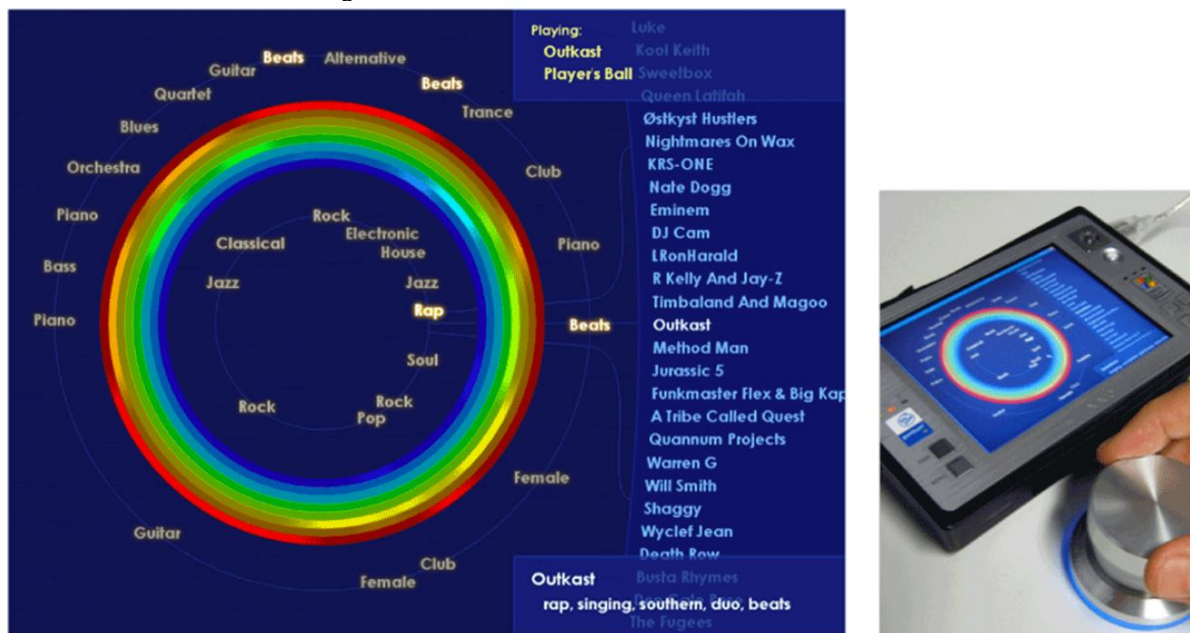 Playing:
Outkast
Player's Ball
Beats
Alternative
Guitar
Beats
Quartet
Trance
Blues
Orchestra
Club
Piano
Piano
Bass
Piano
Beats
Female
Guitar
Club
Female
Rock
Electronic
Classical
House
Jazz
Jazz
Rap
Soul
Rock
Rock
Pop
Luke
Kool Keith
Sweetbox
Queen Latifah
Østkyst Hustlers
Nightmares On Wax
KRS-ONE
Nate Dogg
Eminem
DJ Cam
LRonHarald
R Kelly And Jay-Z
Timbaland And Magoo
Outkast
Method Man
Jurassic 5
Funkmaster Flex & Big Kap
A Tribe Called Quest
Quannum Projects
Warren G
Will Smith
Shaggy
Wyclef Jean
Death Row
Busta Rhymes
The Fugees
Outkast
rap, singing, southern, duo, beats